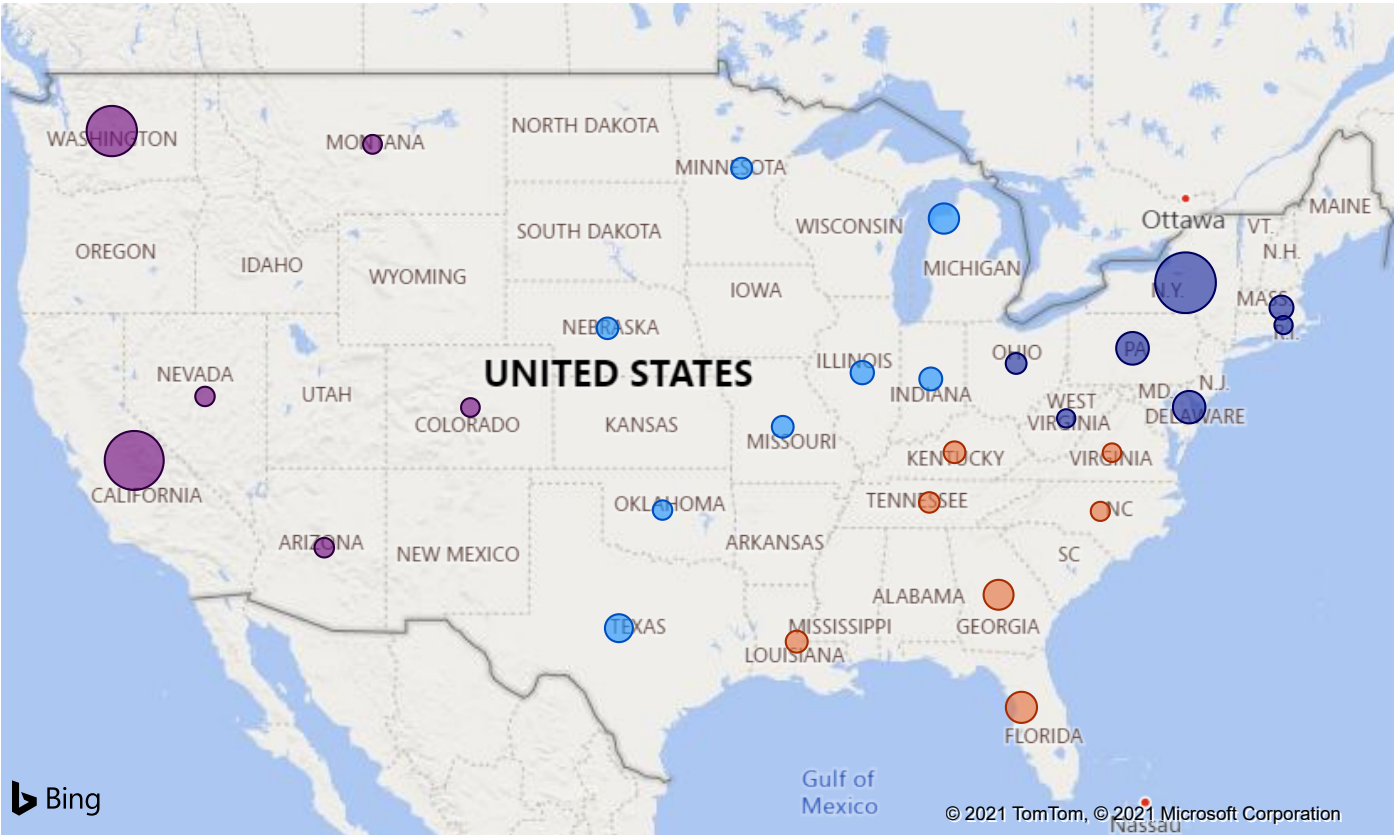 WASHINGTON
MONTANA
NORTH DAKOTA
MINNESOTA
OREGON
IDAHO
WYOMING
SOUTH DAKOTA
WISCONSIN
MICHIGAN
Ottawa
VT.
MAINE
N.H.
IOWA
N.Y.
MASS.
R.I.
NEBRASKA
NEVADA
UTAH
UNITED STATES
ILLINOIS
INDIANA
OHIO
PA
N.J.
MD.
DELAWARE
COLORADO
KANSAS
MISSOURI
WEST
VIRGINIA
KENTUCKY
VIRGINIA
CALIFORNIA
OKLAHOMA
TENNESSEE
NC
ARIZONA
NEW MEXICO
ARKANSAS
SC
ALABAMA
GEORGIA
TEXAS
MISSISSIPPI
LOUISIANA
FLORIDA
Gulf of
Mexico
Bing
© 2021 TomTom, © 2021 Microsoft Corporation
Nassau